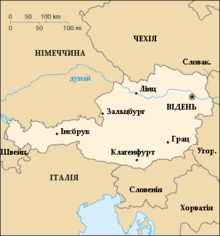 0 50 100 km
0 50 100 mi
ЧЕХІЯ
НІМЕЧЧИНА
Словак.
дунай
Лінц
ВІДЕНЬ
Зальцбург
Інсбрук
Грац
Швейц.
Клагенфурт
Угор.
ІТАЛІЯ
Словенія
Хорватія